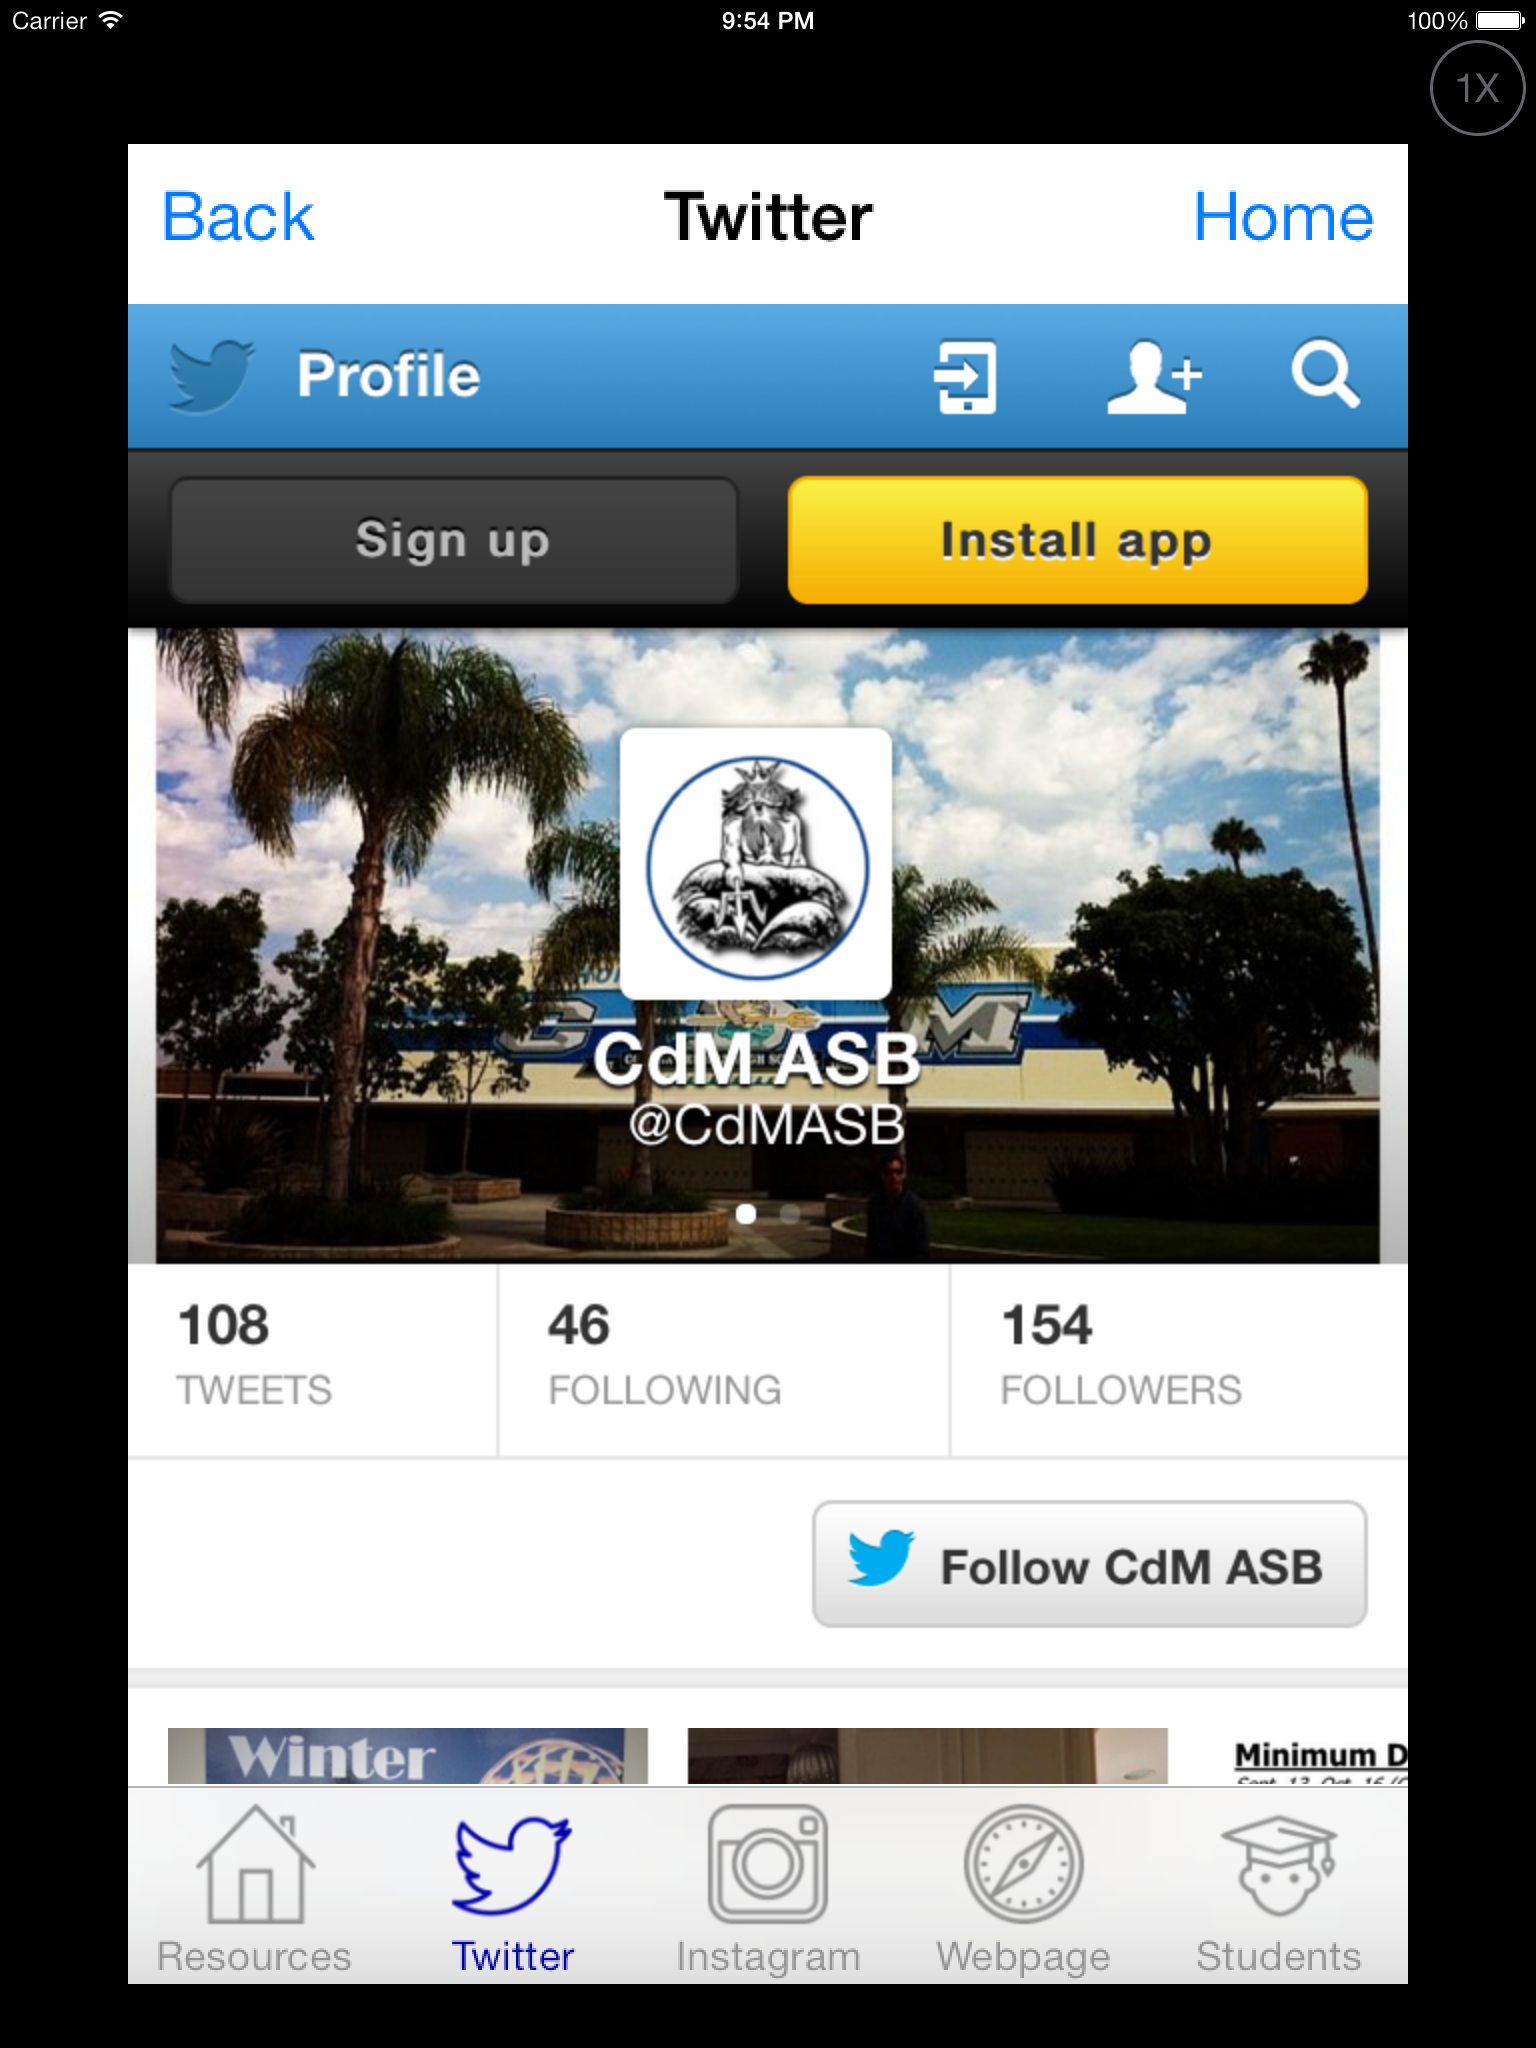 Carrier 9:54 PM 100%
1X
Back Twitter Home
Profile
Sign up Install app
C M
CdM ASB
@CdMASB
108 46 154
TWEETS FOLLOWING FOLLOWERS
Follow CdM ASB
Winter
Minimum D
Resources Twitter Instagram Webpage Students